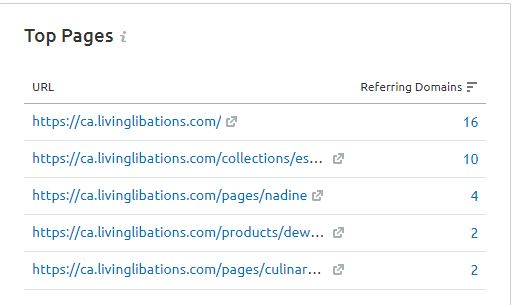 Top Pages i
URL Referring Domains
https://ca.livinglibations.com/ 16
https://ca.livinglibations.com/collections/es... 10
https://ca.livinglibations.com/pages/nadine 4
https://ca.livinglibations.com/products/dew... 2
https://ca.livinglibations.com/pages/culinar... 2